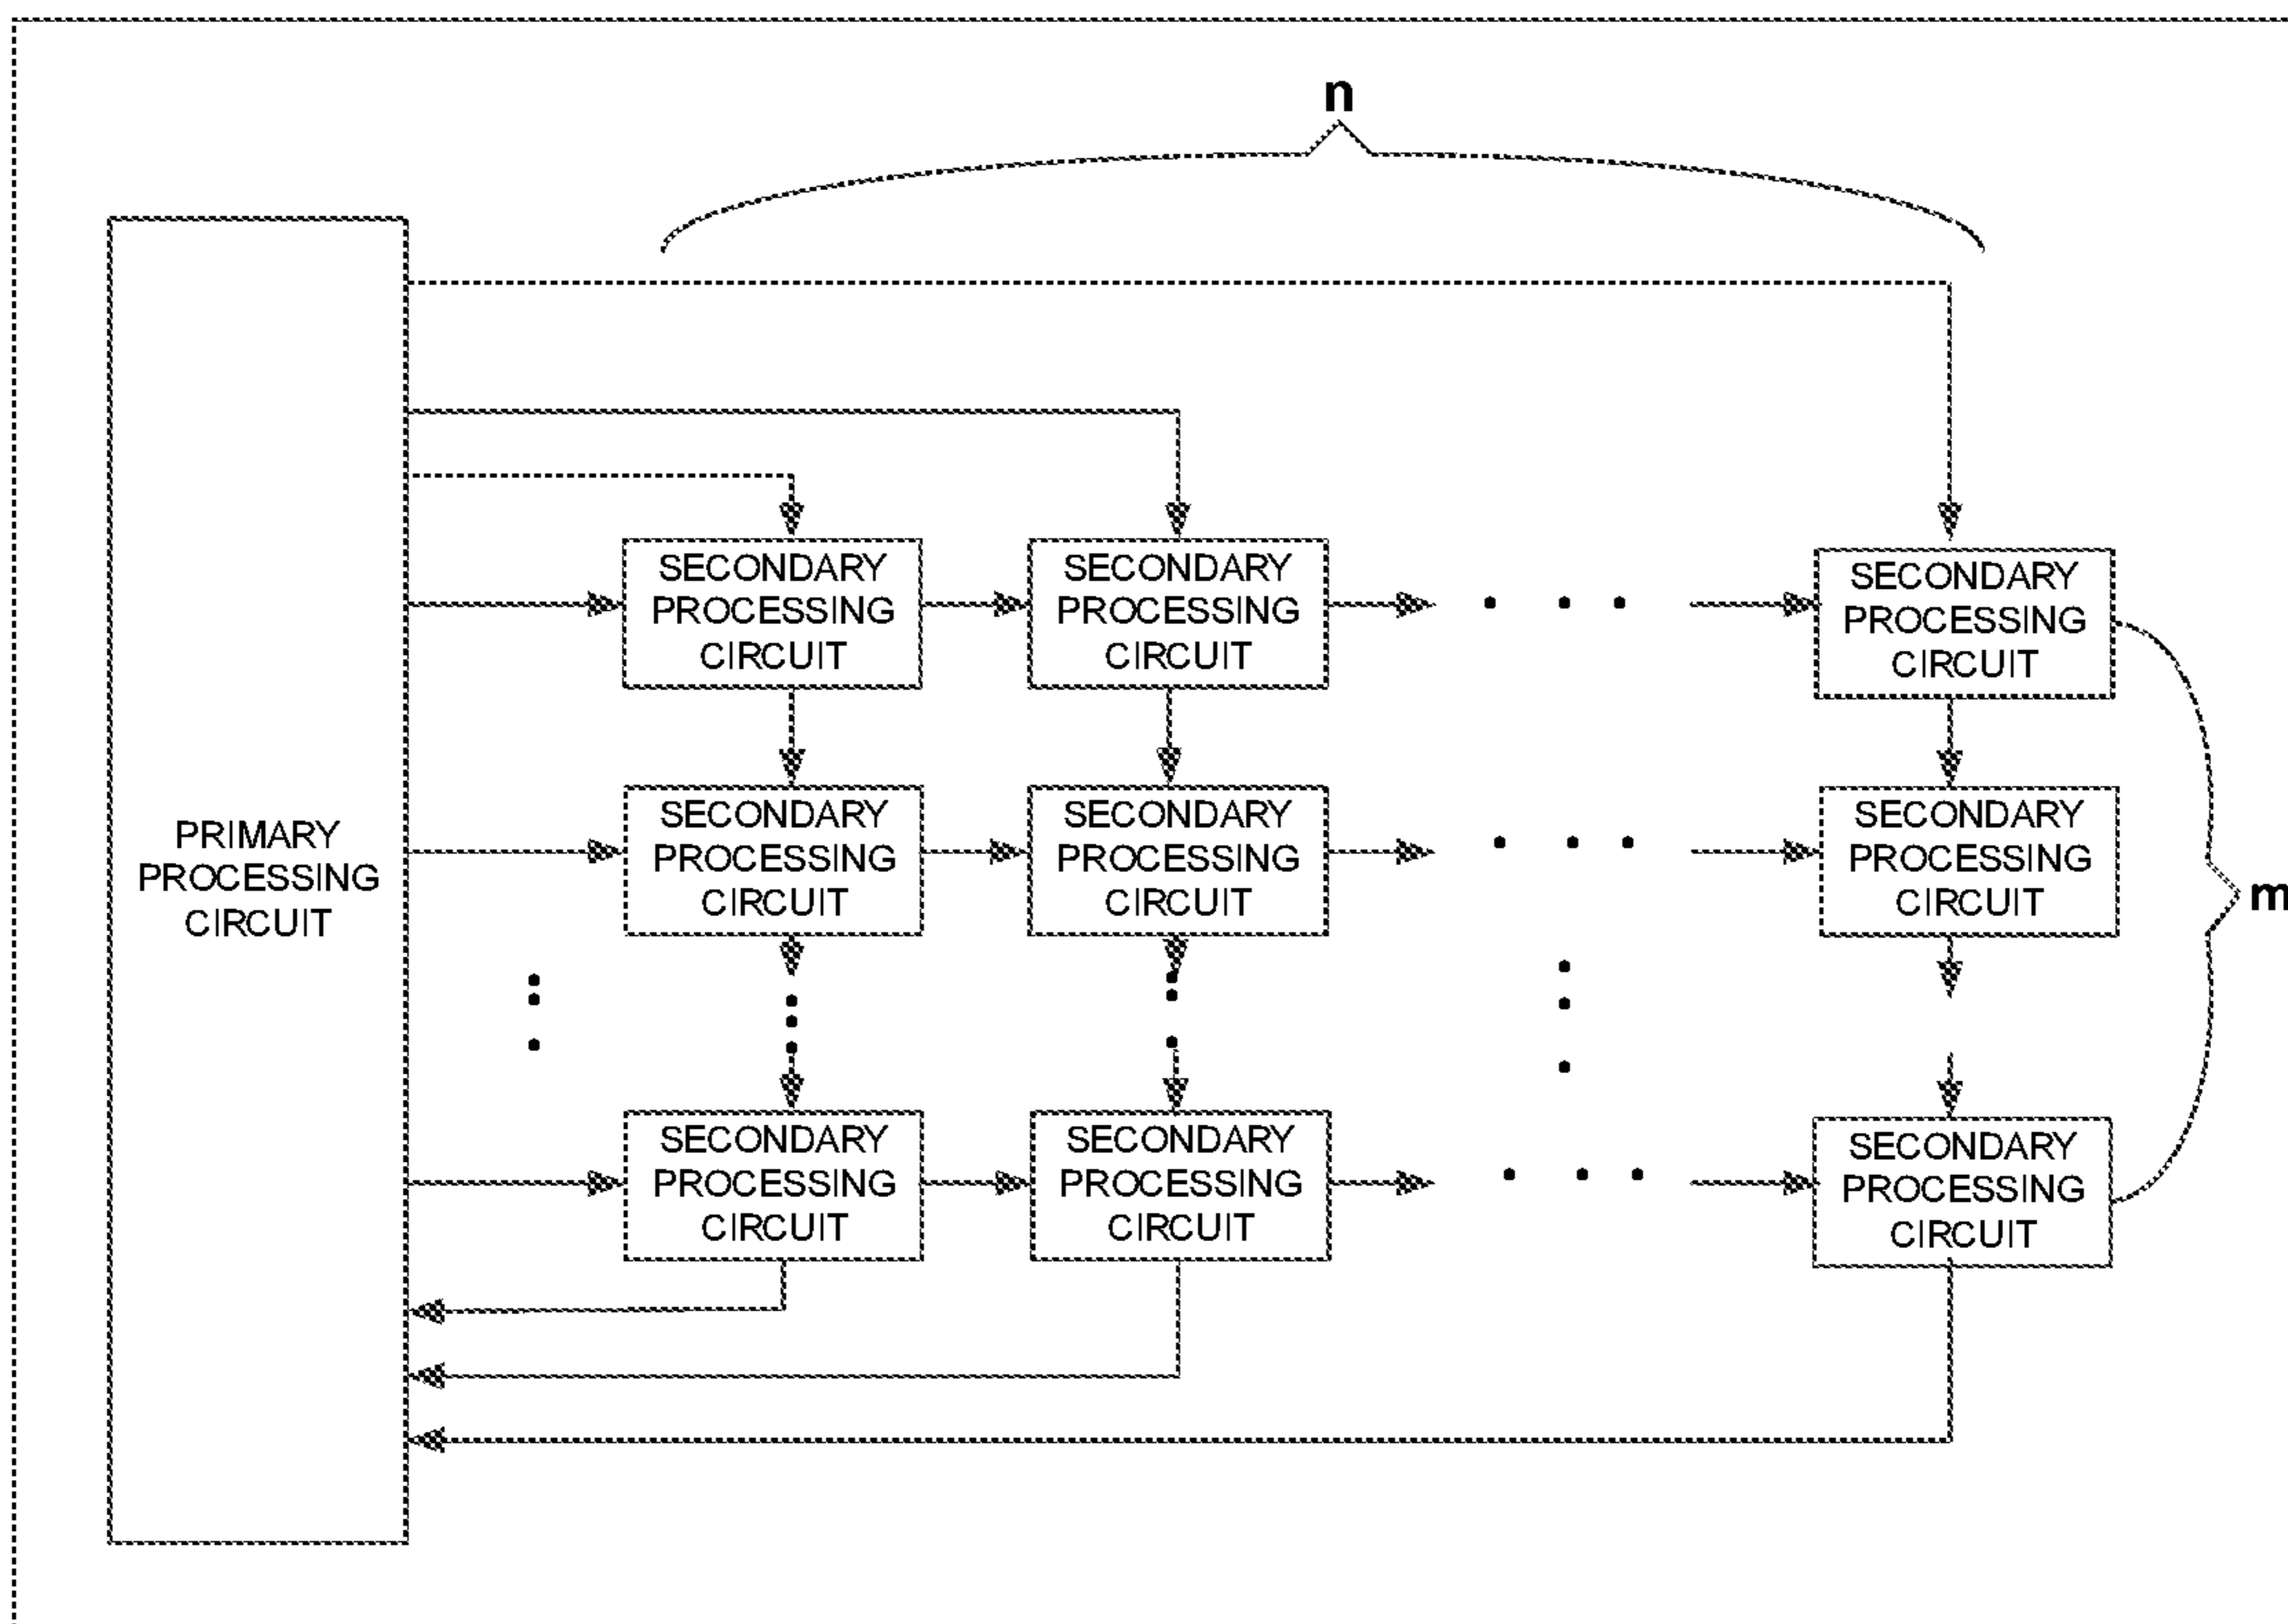 n
SECONDARY
PROCESSING
CIRCUIT
SECONDARY
PROCESSING
CIRCUIT
SECONDARY
PROCESSING
CIRCUIT
PRIMARY
PROCESSING
CIRCUIT
SECONDARY
PROCESSING
CIRCUIT
SECONDARY
PROCESSING
CIRCUIT
SECONDARY
PROCESSING
CIRCUIT
m
SECONDARY
PROCESSING
CIRCUIT
SECONDARY
PROCESSING
CIRCUIT
SECONDARY
PROCESSING
CIRCUIT